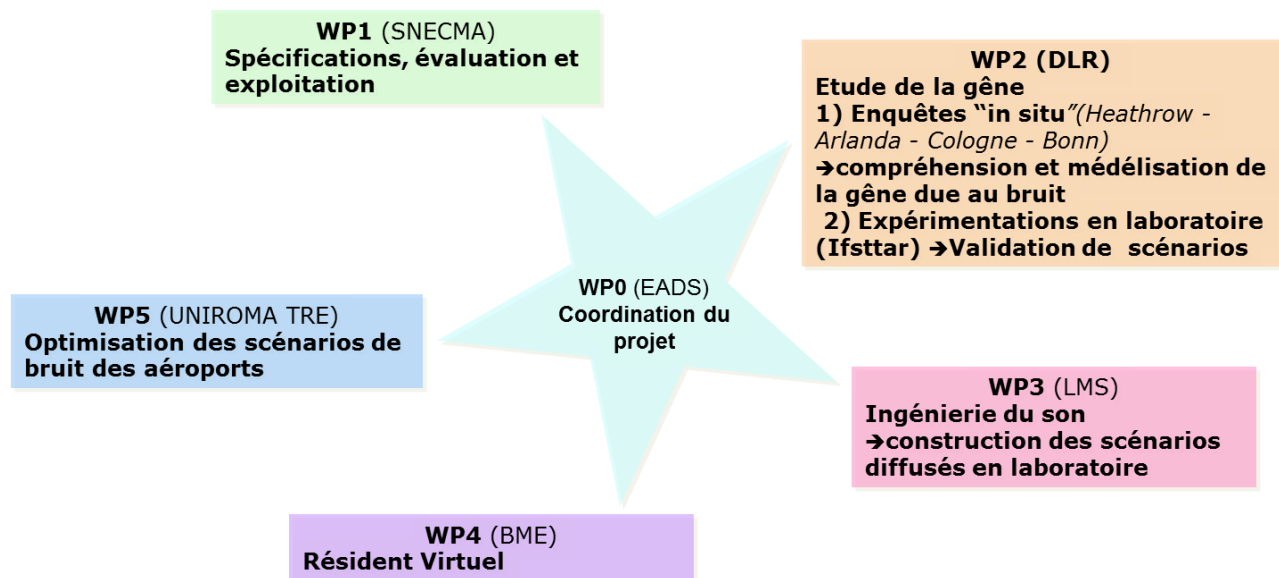 WP1 (SNECMA)
Spécifications, évaluation et
exploitation
WP2 (DLR)
Etude de la gêne
1) Enquêtes “in situ”(Heathrow -
Arlanda - Cologne - Bonn)
➔compréhension et médélisation de
la gêne due au bruit
2) Expérimentations en laboratoire
(Ifsttar) ➔Validation de scénarios
WP0 (EADS)
Coordination du
projet
WP5 (UNIROMA TRE)
Optimisation des scénarios de
bruit des aéroports
WP3 (LMS)
Ingénierie du son
➔construction des scénarios
diffusés en laboratoire
WP4 (BME)
Résident Virtuel